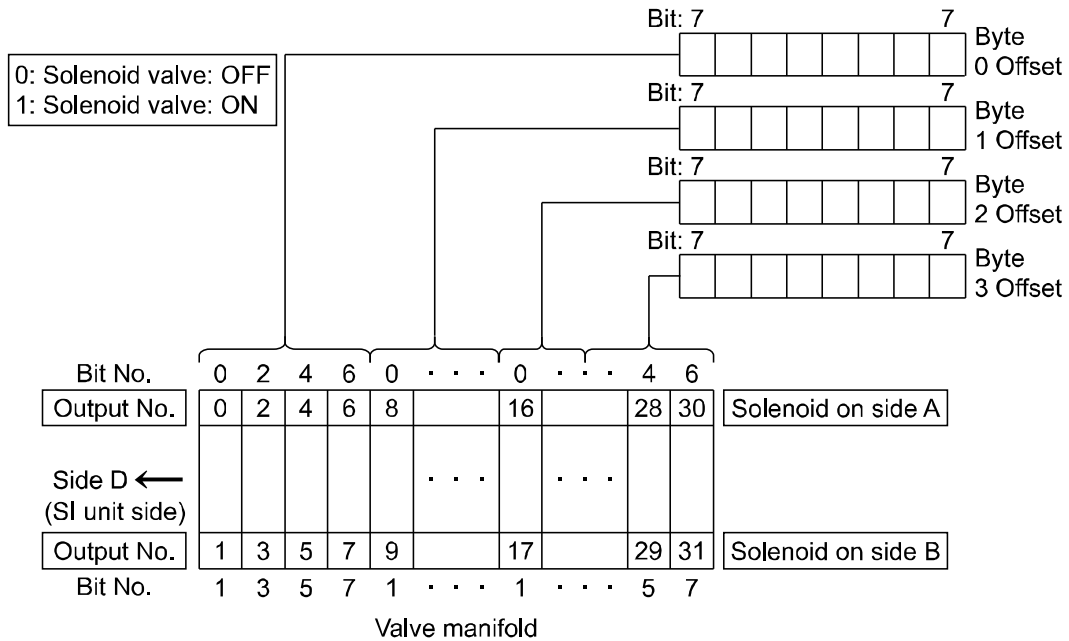 Bit: 7 7
Byte
0 Offset
0: Solenoid valve: OFF
1: Solenoid valve: ON
Bit: 7 7
Byte
1 Offset
Bit: 7 7
Byte
2 Offset
Bit: 7 7
Byte
3 Offset
Bit No. 0 2 4 6 0 · · · 0 · · · 4 6
Output No. 0 2 4 6 8 16 28 30 Solenoid on side A
Side D ← · · · · · ·
(SI unit side)
Output No. 1 3 5 7 9 17 29 31 Solenoid on side B
Bit No. 1 3 5 7 1 · · · 1 · · · 5 7
Valve manifold